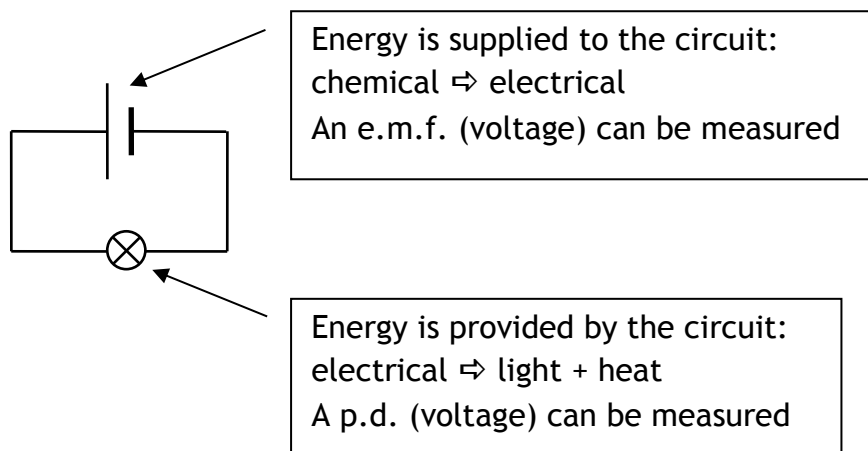 Energy is supplied to the circuit:
chemical ⇨ electrical
An e.m.f. (voltage) can be measured
Energy is provided by the circuit:
electrical ⇨ light + heat
A p.d. (voltage) can be measured